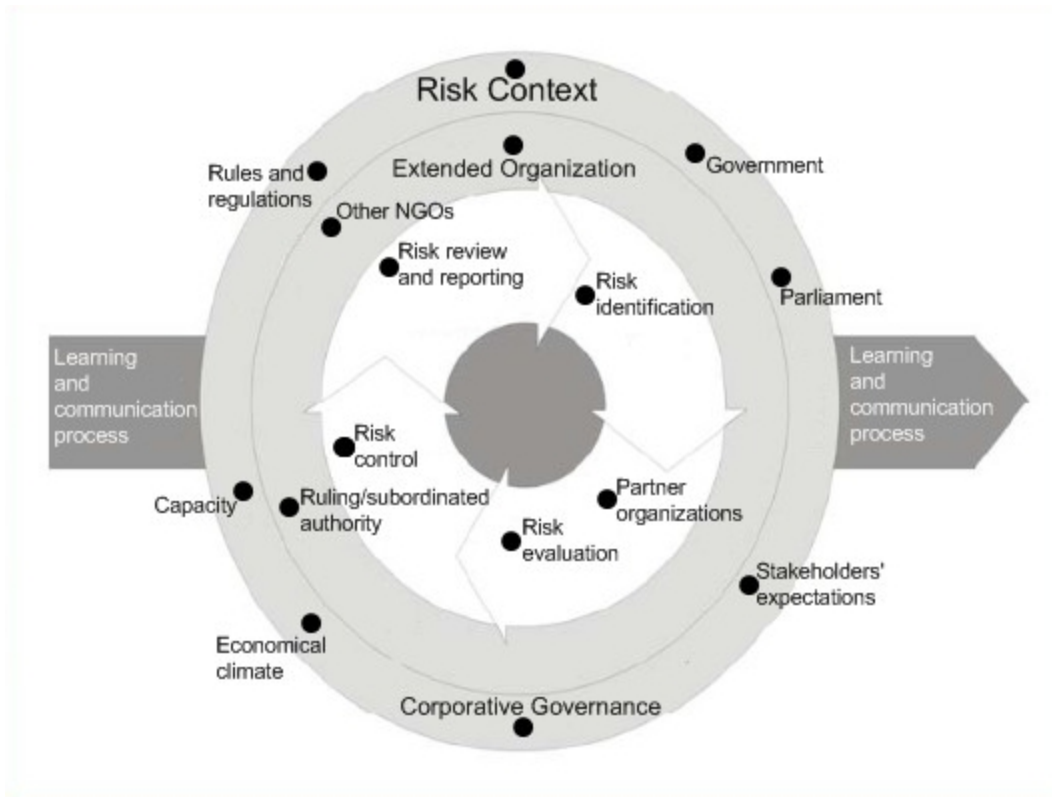 Risk Context
Extended Organization
Government
Rules and
regulations
Other NGOs
Risk review
and reporting
Risk
identification
Parliament
Learning
and
communication
process
Learning
and
communication
process
Risk
control
Capacity
Ruling/subordinated
authority
Partner
organizations
Risk
evaluation
Stakeholders'
expectations
Economical
climate
Corporative Governance